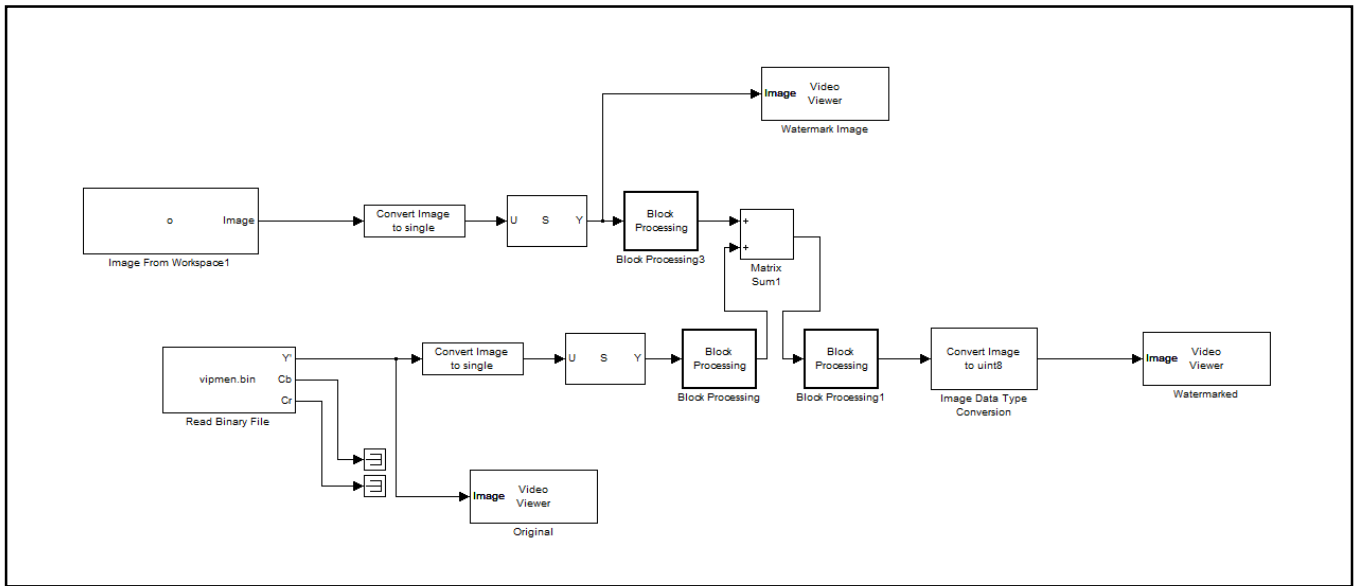 Image Video
Viewer
Watermark Image
o Image
Image From Workspace1
Convert Image
to single
U S Y
Block
Processing
Block Processing3
+
+
Matrix
Sum1
vipmen.bin
Y'
Cb
Cr
Read Binary File
Convert Image
to single
U S Y
Block
Processing
Block Processing
Block
Processing
Block Processing1
Convert Image
to uint8
Image Data Type
Conversion
Image Video
Viewer
Watermarked
Image Video
Viewer
Original